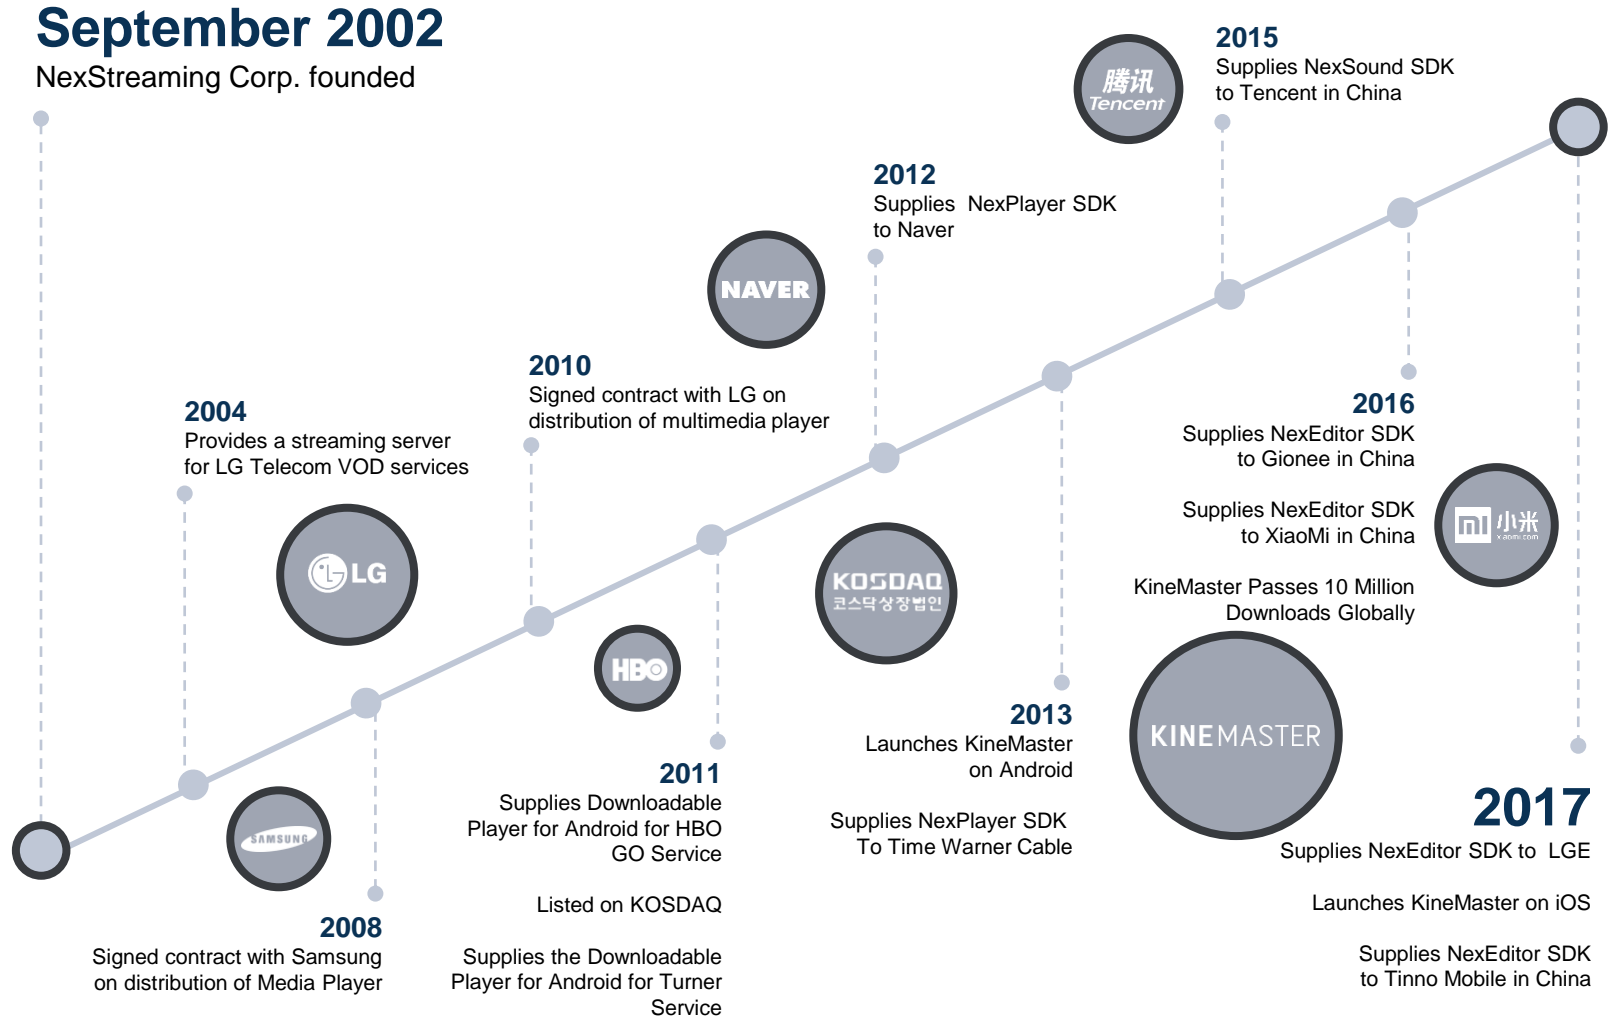 September 2002
NexStreaming Corp. founded
2004
Provides a streaming server
for LG Telecom VOD services
LG
SAMSUNG
2008
Signed contract with Samsung
on distribution of Media Player
2010
Signed contract with LG on
distribution of multimedia player
HBO
2011
Supplies Downloadable
Player for Android for HBO
GO Service
Listed on KOSDAQ
Supplies the Downloadable
Player for Android for Turner
Service
NAVER
2012
Supplies NexPlayer SDK
to Naver
KOSDAQ
코스닥상장법인
2013
Launches KineMaster
on Android
Supplies NexPlayer SDK
To Time Warner Cable
腾讯
Tencent
2015
Supplies NexSound SDK
to Tencent in China
2016
Supplies NexEditor SDK
to Gionee in China
Supplies NexEditor SDK
to XiaoMi in China
KineMaster Passes 10 Million
Downloads Globally
mi 小米
xiaomi.com
KINEMASTER
2017
Supplies NexEditor SDK to LGE
Launches KineMaster on iOS
Supplies NexEditor SDK
to Tinno Mobile in China